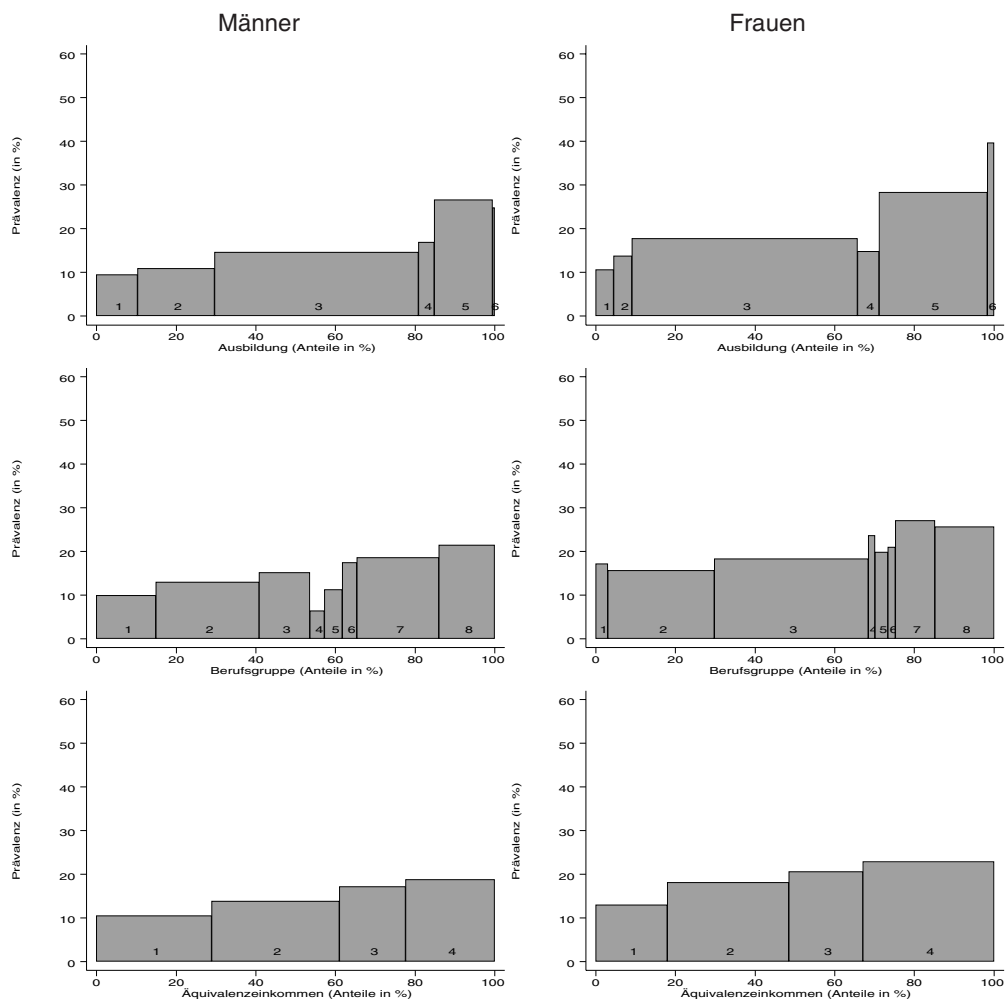 Männer Frauen
60
50
40
30
20
10
0
Prävalenz (in %)
1 2 3 4 5 6
0 20 40 60 80 100
Ausbildung (Anteile in %)
60
50
40
30
20
10
0
Prävalenz (in %)
1 2 3 4 5 6
0 20 40 60 80 100
Ausbildung (Anteile in %)
60
50
40
30
20
10
0
Prävalenz (in %)
1 2 3 4 5 6 7 8
0 20 40 60 80 100
Berufsgruppe (Anteile in %)
60
50
40
30
20
10
0
Prävalenz (in %)
1 2 3 4 5 6 7 8
0 20 40 60 80 100
Berufsgruppe (Anteile in %)
60
50
40
30
20
10
0
Prävalenz (in %)
1 2 3 4
0 20 40 60 80 100
Äquivalenzeinkommen (Anteile in %)
60
50
40
30
20
10
0
Prävalenz (in %)
1 2 3 4
0 20 40 60 80 100
Äquivalenzeinkommen (Anteile in %)